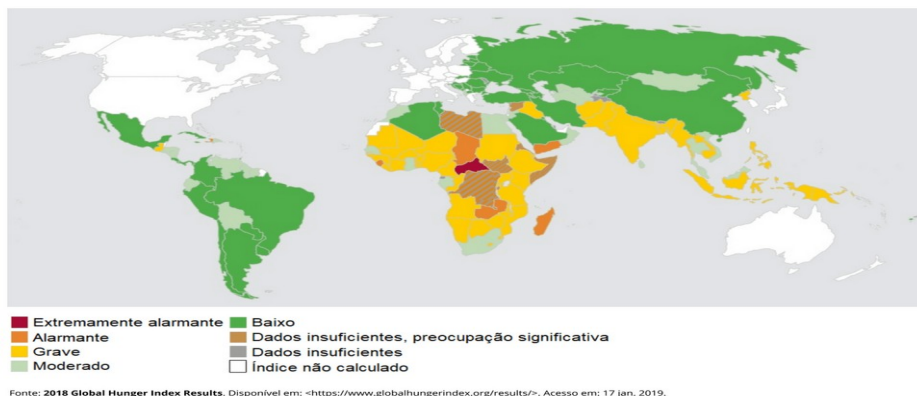 Extremamente alarmante
Alarmante
Grave
Moderado
Baixo
Dados insuficientes, preocupação significativa
Dados insuficientes
Índice não calculado
Fonte: 2018 Global Hunger Index Results. Disponível em: <https://www.globalhungerindex.org/results/>. Acesso em: 17 jan. 2019.